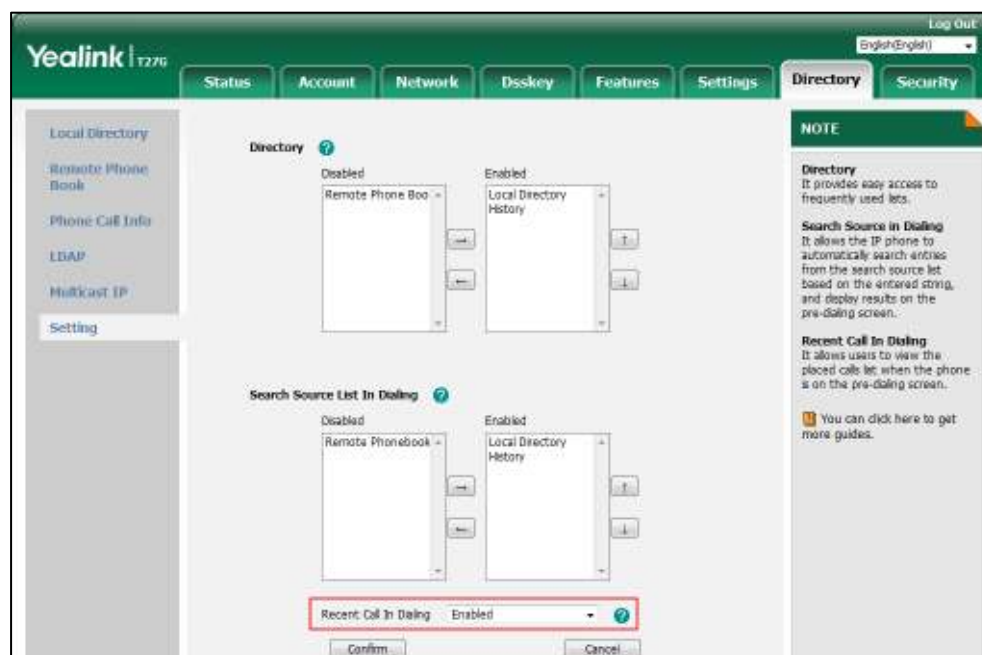 Log Out
Yealink T27G
English(English)
Status Account Network Dsskey Features Settings Directory Security
Local Directory
Remote Phone
Book
Phone Call Info
LDAP
Multicast IP
Setting
Directory
Disabled Enabled
Remote Phone Boo Local Directory
History
→ ↑
← ↓
Search Source List In Dialing
Disabled Enabled
Remote Phonebook Local Directory
History
→ ↑
← ↓
Recent Call In Dialing Enabled
Confirm Cancel
NOTE
Directory
It provides easy access to
frequently used lists.
Search Source in Dialing
It allows the IP phone to
automatically search entries
from the search source list
based on the entered string,
and display results on the
pre-dialing screen.
Recent Call In Dialing
It allows users to view the
placed calls list when the phone
is on the pre-dialing screen.
You can click here to get
more guides.